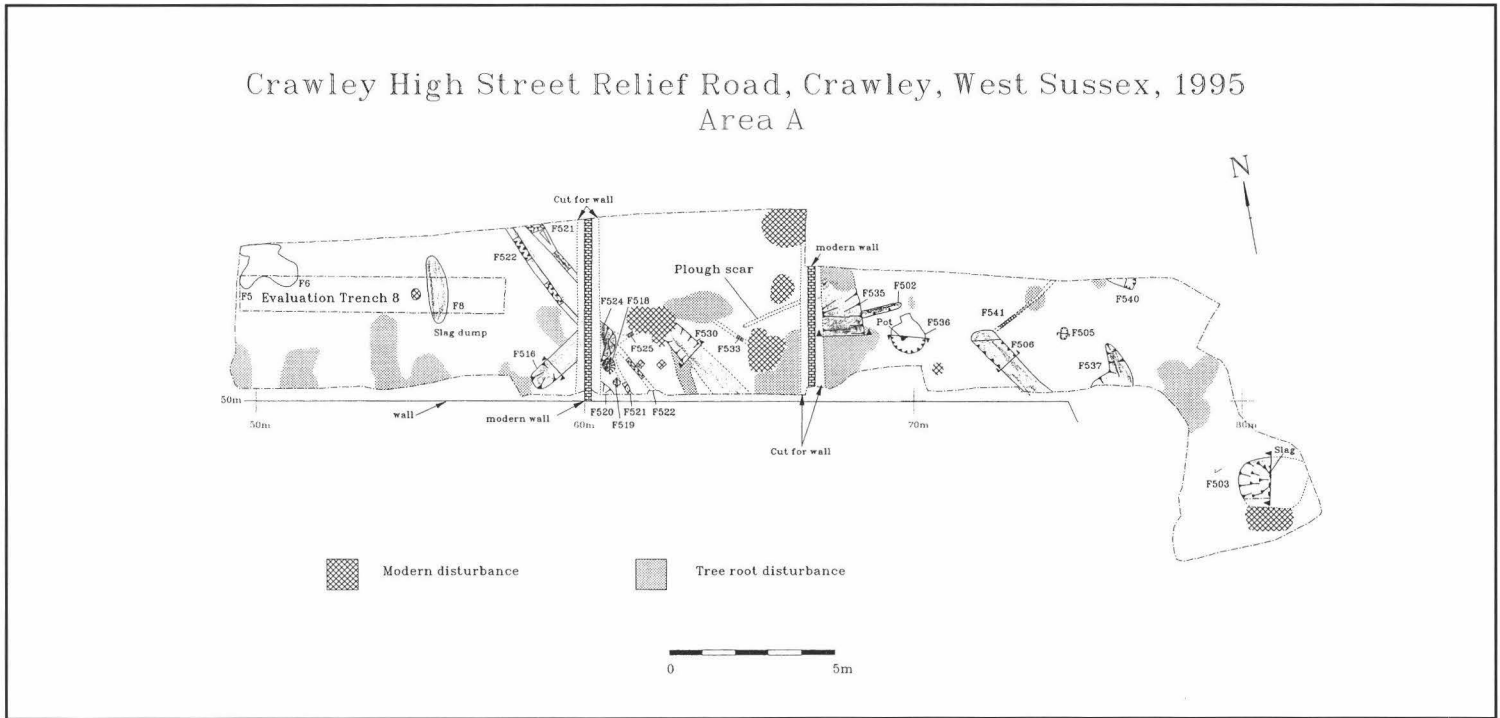 Crawley High Street Relief Road, Crawley, West Sussex, 1995
Area A
N
Cut for wall
F521
F522
modern wall
Plough scar
F6
F5
Evaluation Trench 8
F8
Slag dump
F524
F518
F535
F502
F540
Pot
F536
F541
F505
F530
F506
F516
F525
F533
F537
50m
50m
wall
modern wall
F520
60m
F521
F522
F519
70m
80m
Cut for wall
Slag
F503
Modern disturbance
Tree root disturbance
0
5m